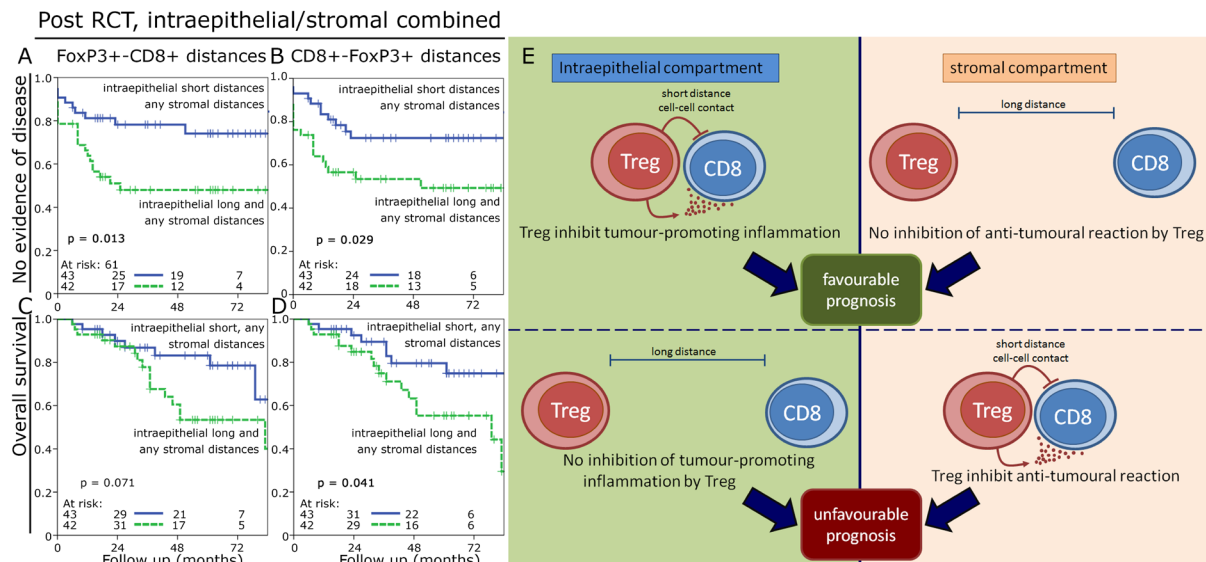 Post RCT, intraepithelial/stromal combined
A FoxP3+-CD8+ distances
1.0
0.8
0.6
0.4
0.2
0
No evidence of disease
intraepithelial short distances
any stromal distances
intraepithelial long and
any stromal distances
p = 0.013
At risk: 61
43 25 19 7
42 17 12 4
0 24 48 72
B CD8+-FoxP3+ distances
1.0
0.8
0.6
0.4
0.2
0
intraepithelial short distances
any stromal distances
intraepithelial long and
any stromal distances
p = 0.029
At risk:
43 24 18 6
42 18 13 5
0 24 48 72
C
1.0
0.8
0.6
0.4
0.2
0
Overall survival
intraepithelial short, any
stromal distances
intraepithelial long and
any stromal distances
p = 0.071
At risk:
43 29 21 7
42 31 17 5
0 24 48 72
Follow up (months)
D
1.0
0.8
0.6
0.4
0.2
0
intraepithelial short, any
stromal distances
intraepithelial long and
any stromal distances
p = 0.041
At risk:
43 31 22 6
42 29 16 6
0 24 48 72
Follow up (months)
E
Intraepithelial compartment
short distance
cell-cell contact
Treg CD8
Treg inhibit tumour-promoting inflammation
stromal compartment
long distance
Treg CD8
No inhibition of anti-tumoural reaction by Treg
favourable
prognosis
long distance
Treg CD8
No inhibition of tumour-promoting
inflammation by Treg
short distance
cell-cell contact
Treg CD8
Treg inhibit anti-tumoural reaction
unfavourable
prognosis